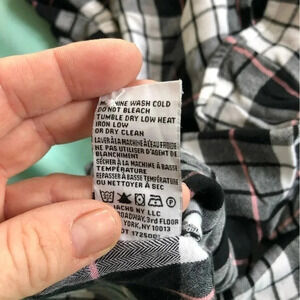 MACHINE WASH COLD
DO NOT BLEACH
TUMBLE DRY LOW HEAT
IRON LOW
OR DRY CLEAN
LAVER À LA MACHINE À L'EAU FROIDE
NE PAS UTILISER D'AGENT DE
BLANCHIMENT
SÉCHER À LA MACHINE À BASSE
TEMPÉRATURE
REPASSER À BASSE TEMPÉRATURE
OU NETTOYER À SEC
NY LLC
BROADWAY, 3rd FLOOR
YORK, NY 10013